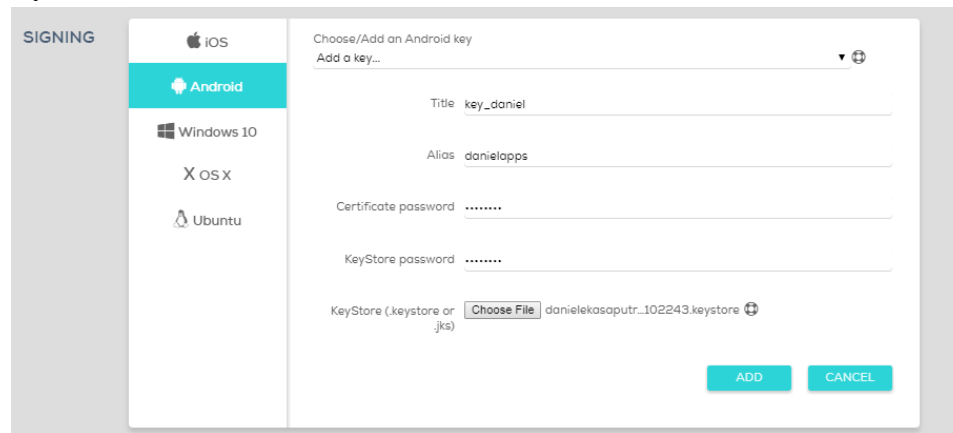 SIGNING
iOS
Android
Windows 10
X OS X
Ubuntu
Choose/Add an Android key
Add a key...
Title key_daniel
Alias danielapps
Certificate password ........
KeyStore password ........
KeyStore (.keystore or
.jks)
Choose File danielekasaputr...102243.keystore
ADD CANCEL